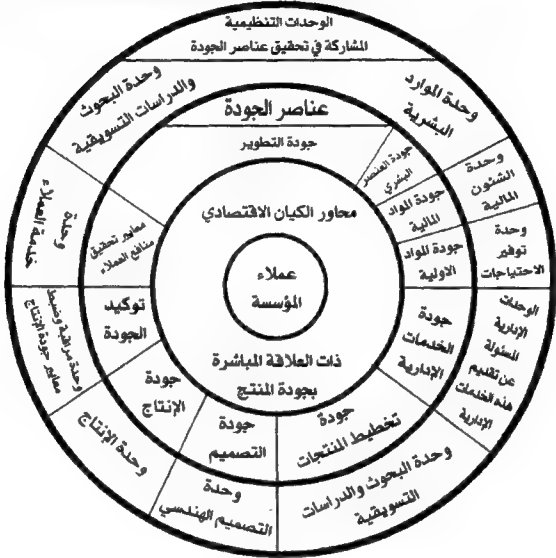 الوحدات التنظيمية
المشاركة في تحقيق عناصر الجودة
وحدة الموارد
البشرية
وحدة
الشئون
المالية
وحدة
توفير
الاحتياجات
الوحدات
الإدارية
المسئولة
عن تقديم
هذه الخدمات
الإدارية
وحدة البحوث والدراسات
التسويقية
وحدة
التصميم الهندسي
وحدة الإنتاج
وحدة مراقبة وضبط
معايير جودة الإنتاج
وحدة
خدمة العملاء
وحدة البحوث
والدراسات التسويقية
عناصر الجودة
جودة التطوير
جودة العنصر
البشري
جودة المواد
المالية
جودة المواد
الاولية
جودة
الخدمات
الإدارية
جودة
تخطيط المنتجات
جودة
التصميم
جودة
الإنتاج
توكيد
الجودة
معايير تحقيق
منافع العملاء
محاور الكيان الاقتصادي
عملاء
المؤسسة
ذات العلاقة المباشرة
بجودة المنتج